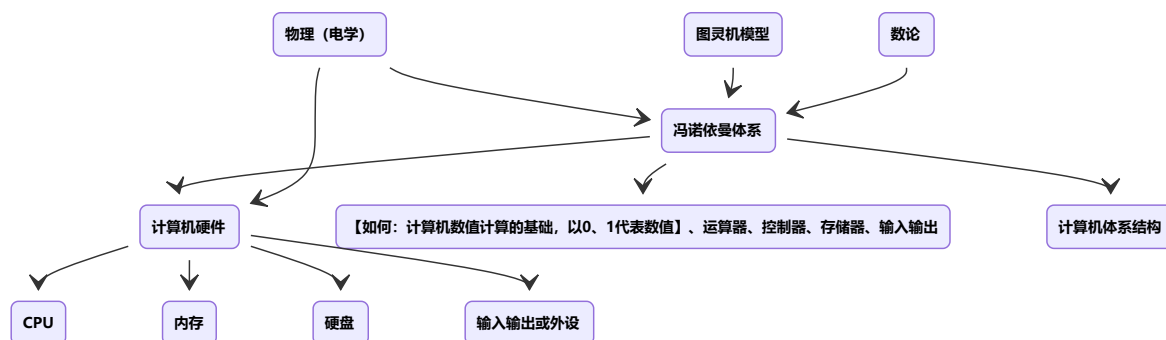 物理（电学）
图灵机模型
数论
冯诺依曼体系
计算机硬件
【如何：计算机数值计算的基础，以0、1代表数值】、运算器、控制器、存储器、输入输出
计算机体系结构
CPU
内存
硬盘
输入输出或外设